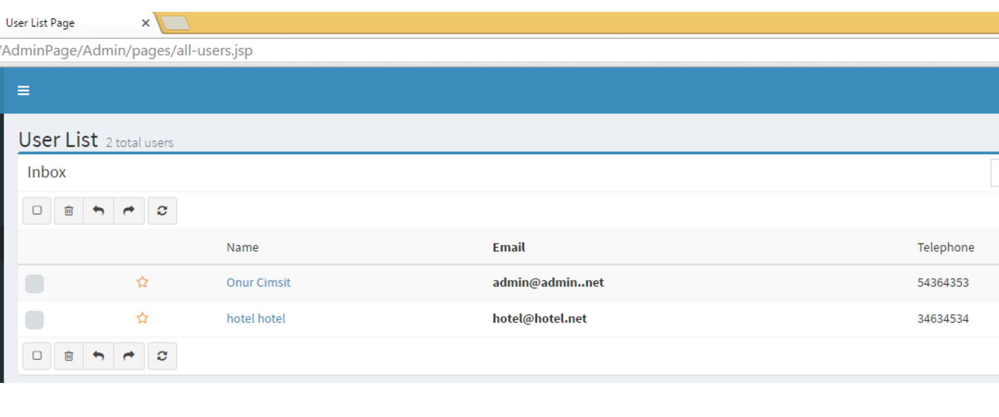 User List Page
/AdminPage/Admin/pages/all-users.jsp
User List 2 total users
Inbox
Name Email Telephone
Onur Cimsit admin@admin..net 54364353
hotel hotel hotel@hotel.net 34634534